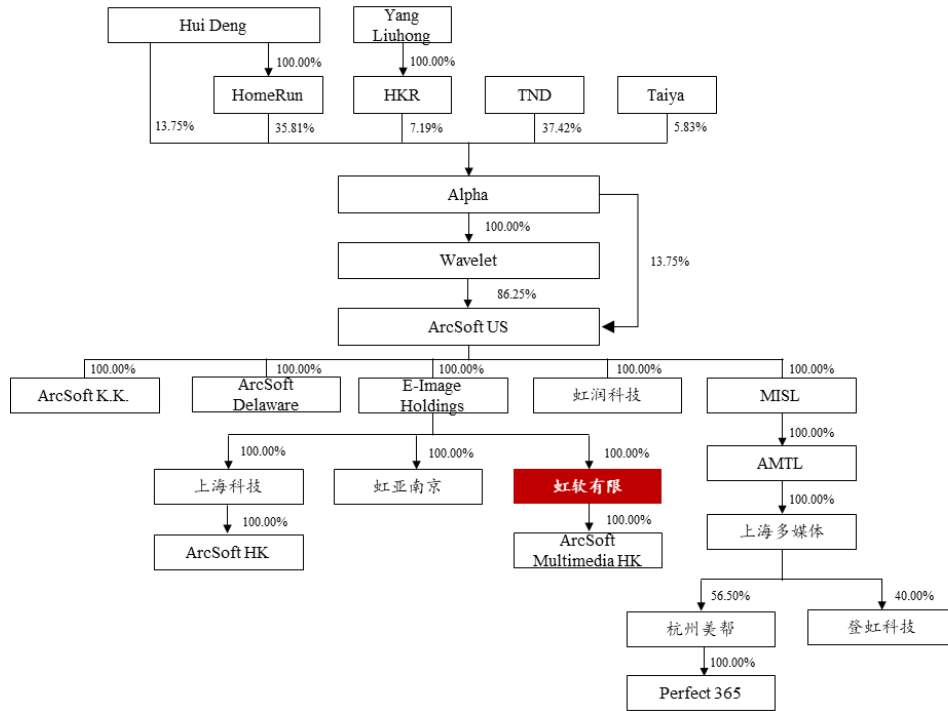 Hui Deng
Yang
Liuhong
100.00%
100.00%
HomeRun
HKR
TND
Taiya
13.75%
35.81%
7.19%
37.42%
5.83%
Alpha
100.00%
Wavelet
13.75%
86.25%
ArcSoft US
100.00%
100.00%
100.00%
100.00%
100.00%
ArcSoft K.K.
ArcSoft
Delaware
E-Image
Holdings
虹润科技
MISL
100.00%
100.00%
100.00%
100.00%
上海科技
虹亚南京
虹软有限
AMTL
100.00%
100.00%
100.00%
ArcSoft HK
ArcSoft
Multimedia HK
上海多媒体
56.50%
40.00%
杭州美帮
登虹科技
100.00%
Perfect 365